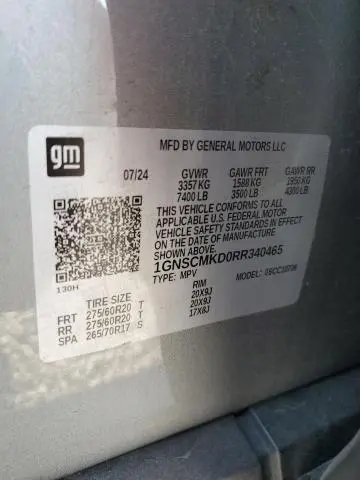 gm
MFD BY GENERAL MOTORS LLC
07/24 GVWR GAWR FRT GAWR RR
3357 KG 1588 KG 1950 KG
7400 LB 3500 LB 4300 LB
THIS VEHICLE CONFORMS TO ALL
APPLICABLE U.S. FEDERAL MOTOR
VEHICLE SAFETY STANDARDS IN EFFECT
ON THE DATE OF MANUFACTURE
1GNSCMKD0RR340465
TYPE: MPV MODEL:
130H
TIRE SIZE RIM
FRT 275/60R20 T 20X9J
RR 275/60R20 T 20X9J
SPA 265/70R17 S 17X8J